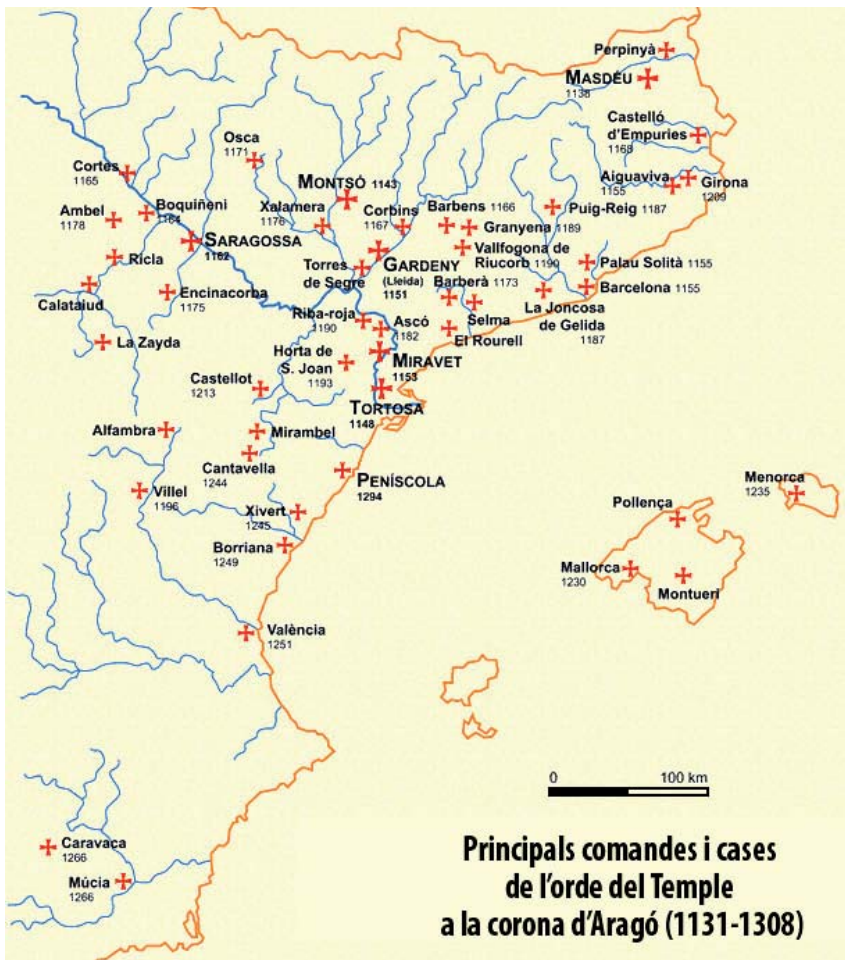 Perpinyà
MASDÉU
1138
Castelló
d'Empuries
1168
Osca
1171
Cortes
1165
MONTSÓ 1143
Aiguaviva
1155
Girona
1209
Ambel
1178
Boquiñeni
1164
Xalamera
1176
Corbins
1167
Barbens 1166
Puig-Reig 1187
Granyena 1189
SARAGOSSA
1162
Vallfogona de
Riucorb 1190
Ricla
Torres
de Segre
GARDENY
(Lleida)
1151
Palau Solità 1155
Barberà 1173
Barcelona 1155
Calataiud
Encinacorba
1175
La Joncosa
de Gelida
1187
Riba-roja
1190
Ascó
1182
Selma
El Rourell
La Zayda
Horta de
S. Joan
1193
MIRAVET
1153
Castellot
1213
TORTOSA
1148
Alfambra
Mirambel
Cantavella
1244
PENÍSCOLA
1294
Villel
1196
Xivert
1245
Menorca
1235
Pollença
Borriana
1249
Mallorca
1230
Montueri
València
1251
0 100 km
Caravaca
1266
Múcia
1266
Principals comandes i cases
de l'orde del Temple
a la corona d'Aragó (1131-1308)